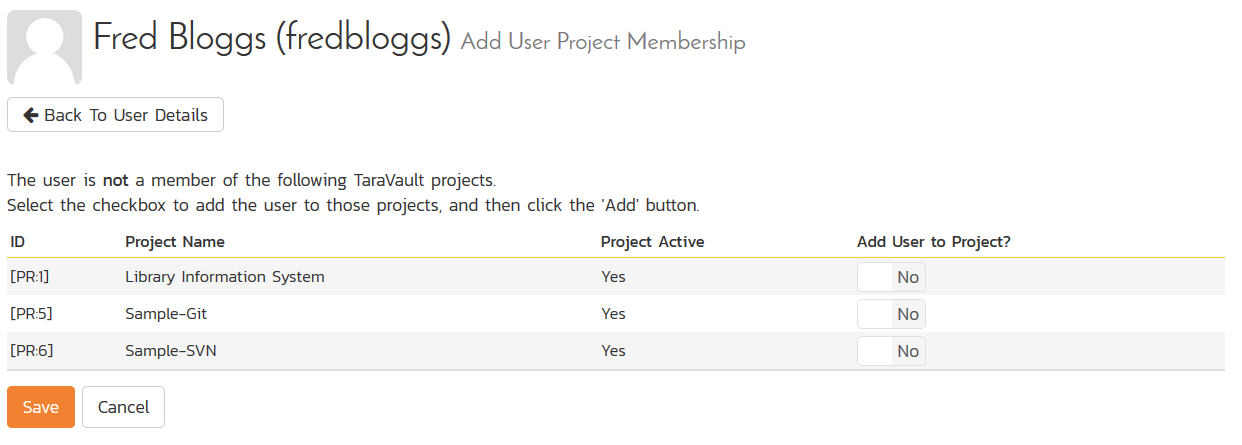 Fred Bloggs (fredbloggs) Add User Project Membership
Back To User Details
The user is not a member of the following TaraVault projects.
Select the checkbox to add the user to those projects, and then click the 'Add' button.
ID Project Name Project Active Add User to Project?
[PR:1] Library Information System Yes No
[PR:5] Sample-Git Yes No
[PR:6] Sample-SVN Yes No
Save Cancel